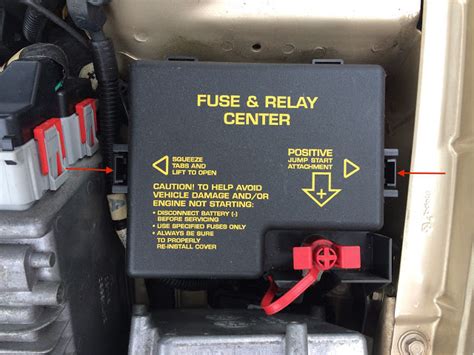 FUSE & RELAY
CENTER
SQUEEZE
TABS AND
LIFT TO OPEN
POSITIVE
JUMP START
ATTACHMENT
CAUTION! TO HELP AVOID
VEHICLE DAMAGE AND/OR
ENGINE NOT STARTING:
• DISCONNECT BATTERY (-)
BEFORE SERVICING
• USE SPECIFIED FUSES ONLY
• ALWAYS BE SURE
TO PROPERLY
RE-INSTALL COVER